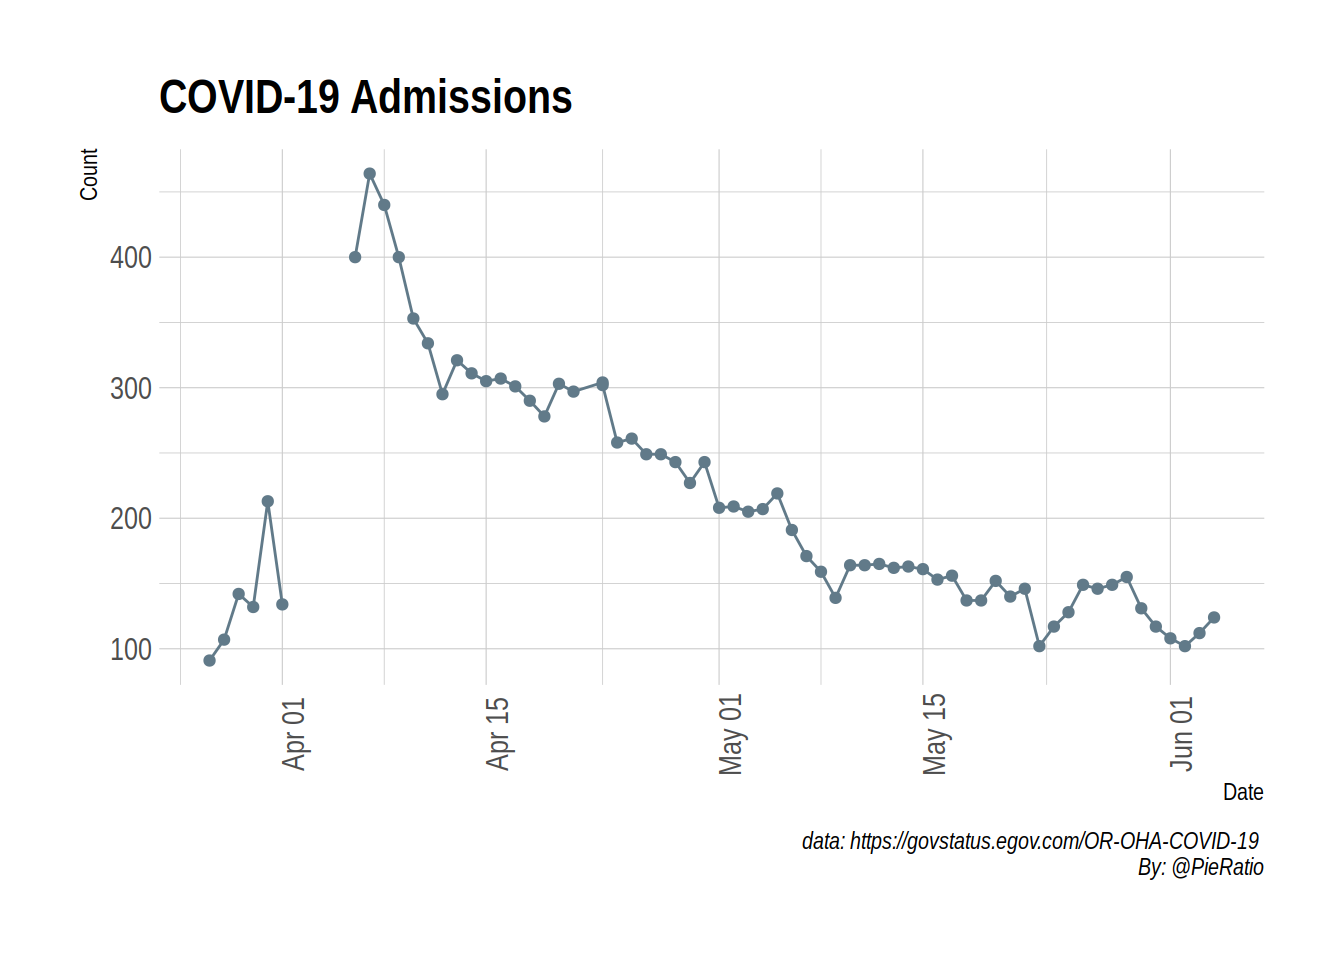 COVID-19 Admissions
Count
400
300
200
100
Apr 01
Apr 15
May 01
May 15
Jun 01
Date
data: https://govstatus.egov.com/OR-OHA-COVID-19
By: @PieRatio